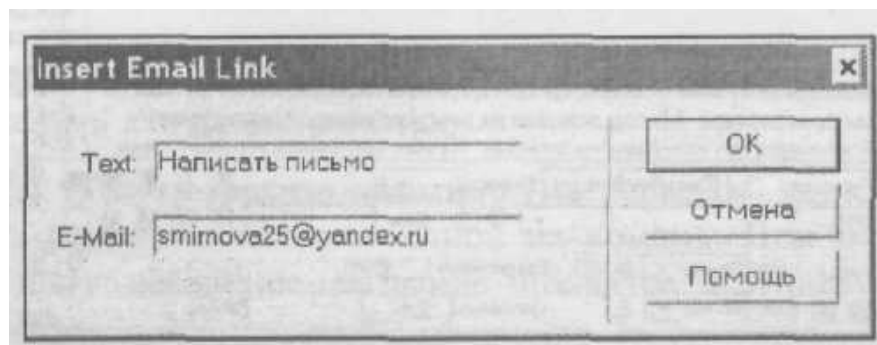 Insert Email Link
Text: Написать письмо
E-Mail: smirnova25@yandex.ru
OK
Отмена
Помощь